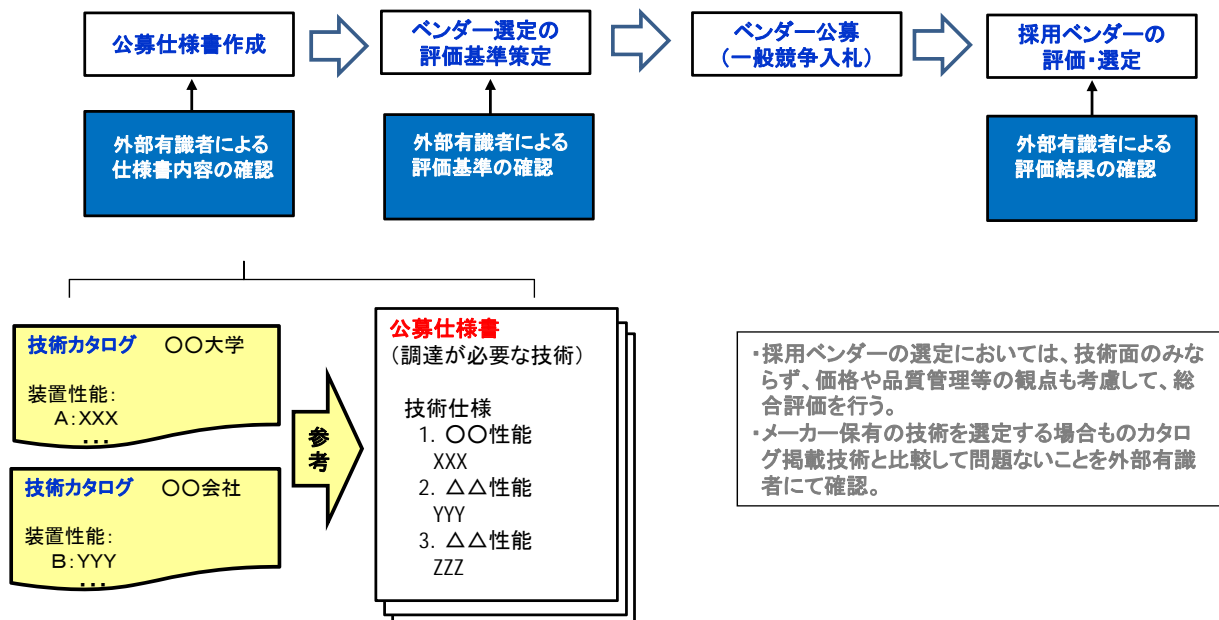 公募仕様書作成
ベンダー選定の
評価基準策定
ベンダー公募
(一般競争入札)
採用ベンダーの
評価・選定
外部有識者による
仕様書内容の確認
外部有識者による
評価基準の確認
外部有識者による
評価結果の確認
技術カタログ 〇〇大学
装置性能:
A:XXX
・・・
技術カタログ 〇〇会社
装置性能:
B:YYY
・・・
参考
公募仕様書
(調達が必要な技術)
技術仕様
1. 〇〇性能
XXX
2. △△性能
YYY
3. △△性能
ZZZ
・採用ベンダーの選定においては、技術面のみな
らず、価格や品質管理等の観点も考慮して、総
合評価を行う。
・メーカー保有の技術を選定する場合ものカタロ
グ掲載技術と比較して問題ないことを外部有識
者にて確認。